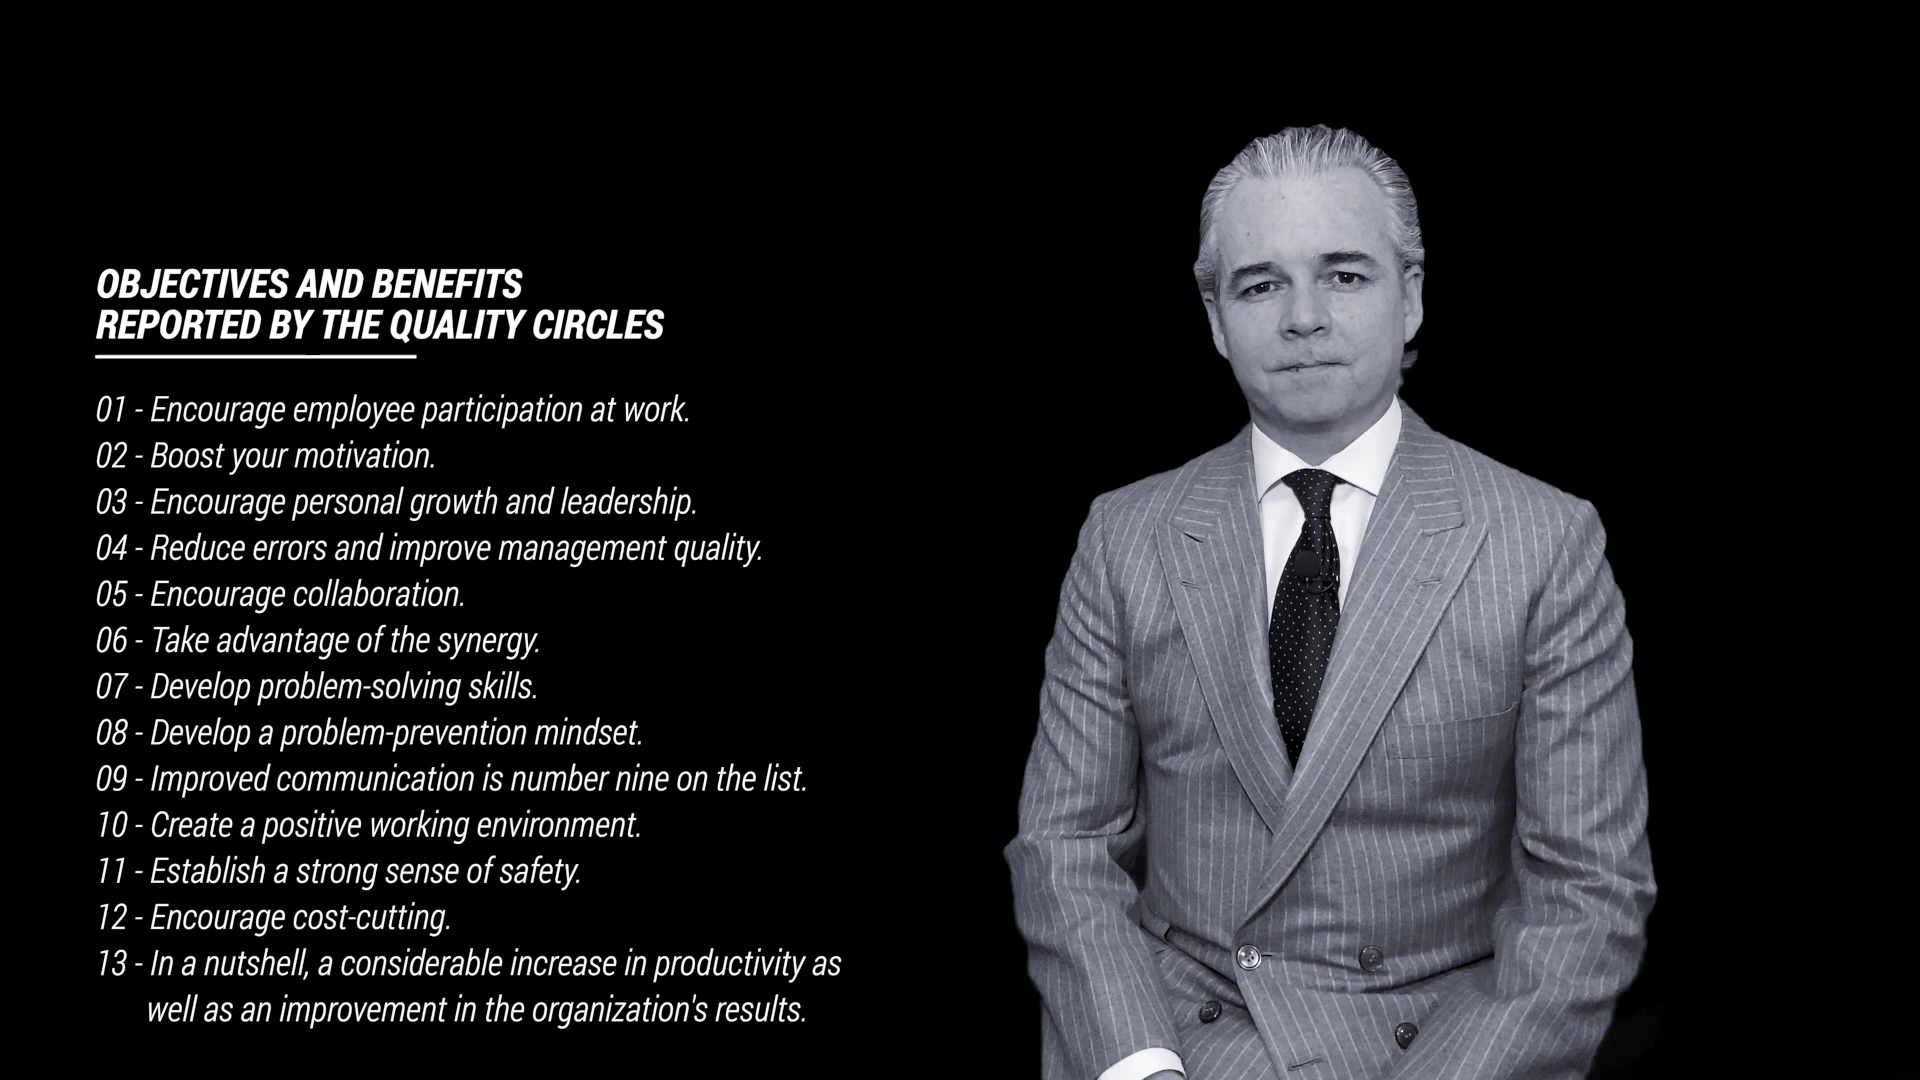 OBJECTIVES AND BENEFITS
REPORTED BY THE QUALITY CIRCLES
01 - Encourage employee participation at work.
02 - Boost your motivation.
03 - Encourage personal growth and leadership.
04 - Reduce errors and improve management quality.
05 - Encourage collaboration.
06 - Take advantage of the synergy.
07 - Develop problem-solving skills.
08 - Develop a problem-prevention mindset.
09 - Improved communication is number nine on the list.
10 - Create a positive working environment.
11 - Establish a strong sense of safety.
12 - Encourage cost-cutting.
13 - In a nutshell, a considerable increase in productivity as
well as an improvement in the organization's results.